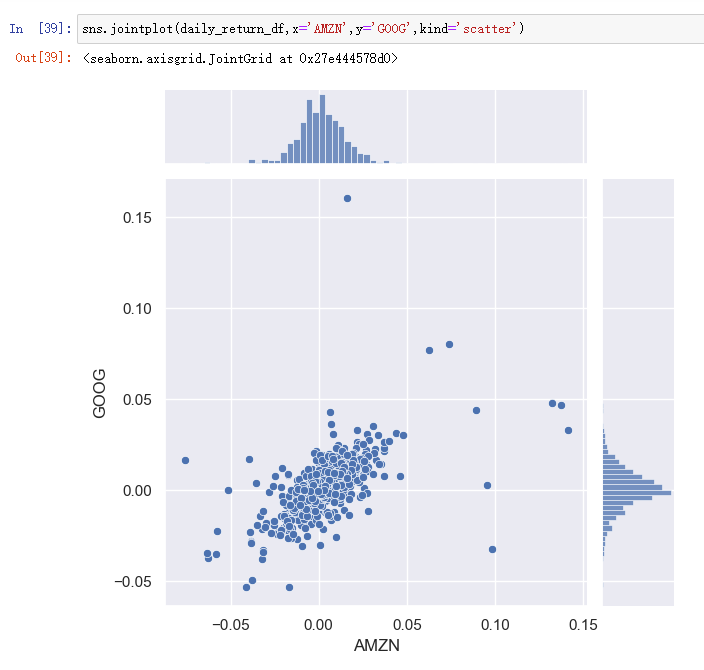 In [39]: sns.jointplot(daily_return_df,x='AMZN',y='GOOG',kind='scatter')
Out[39]: <seaborn.axisgrid.JointGrid at 0x27e444578d0>
0.15
0.10
0.05
0.00
−0.05
GOOG
−0.05 0.00 0.05 0.10 0.15
AMZN